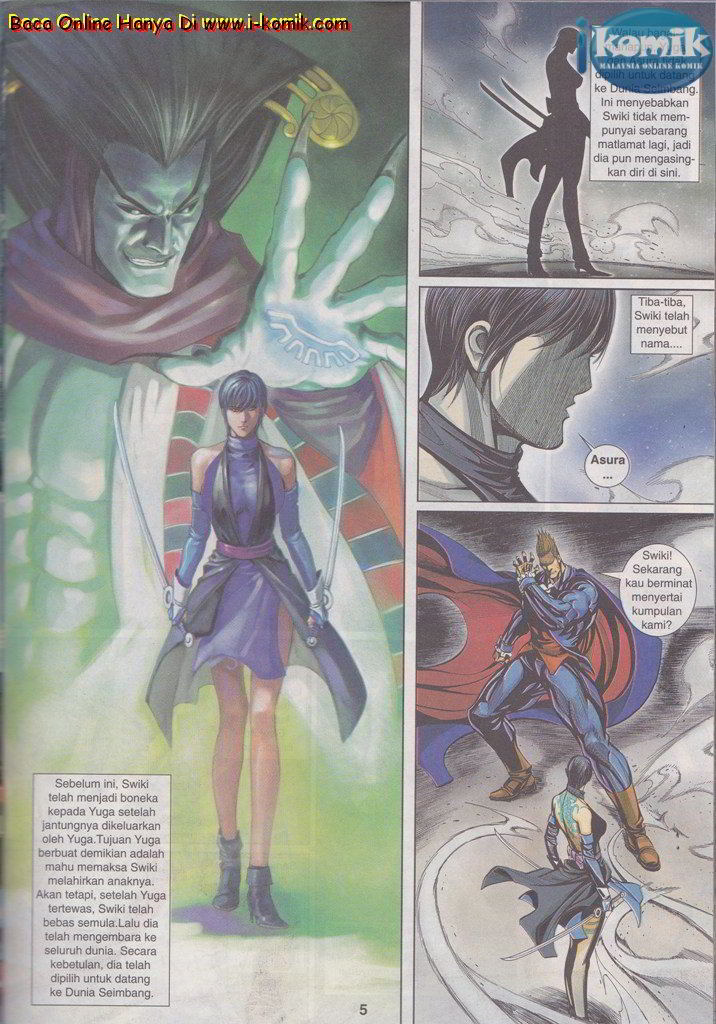 Baca Online Hanya Di www.i-komik.com
Sebelum ini, Swiki
telah menjadi boneka
kepada Yuga setelah
jantungnya dikeluarkan
oleh Yuga.Tujuan Yuga
berbuat demikian adalah
mahu memaksa Swiki
melahirkan anaknya.
Akan tetapi, setelah Yuga
tertewas, Swiki telah
bebas semula.Lalu dia
telah mengembara ke
seluruh dunia. Secara
kebetulan, dia telah
dipilih untuk datang
ke Dunia Seimbang.
5
ikomik
MALAYSIA ONLINE KOMIK
Walau
dan Asura tidak
dipilih untuk datang
ke Dunia Seimbang.
Ini menyebabkan
Swiki tidak mem-
punyai sebarang
matlamat lagi, jadi
dia pun mengasing-
kan diri di sini.
Tiba-tiba,
Swiki telah
menyebut
nama....
Asura
...
Swiki!
Sekarang
kau berminat
menyertai
kumpulan
kami?